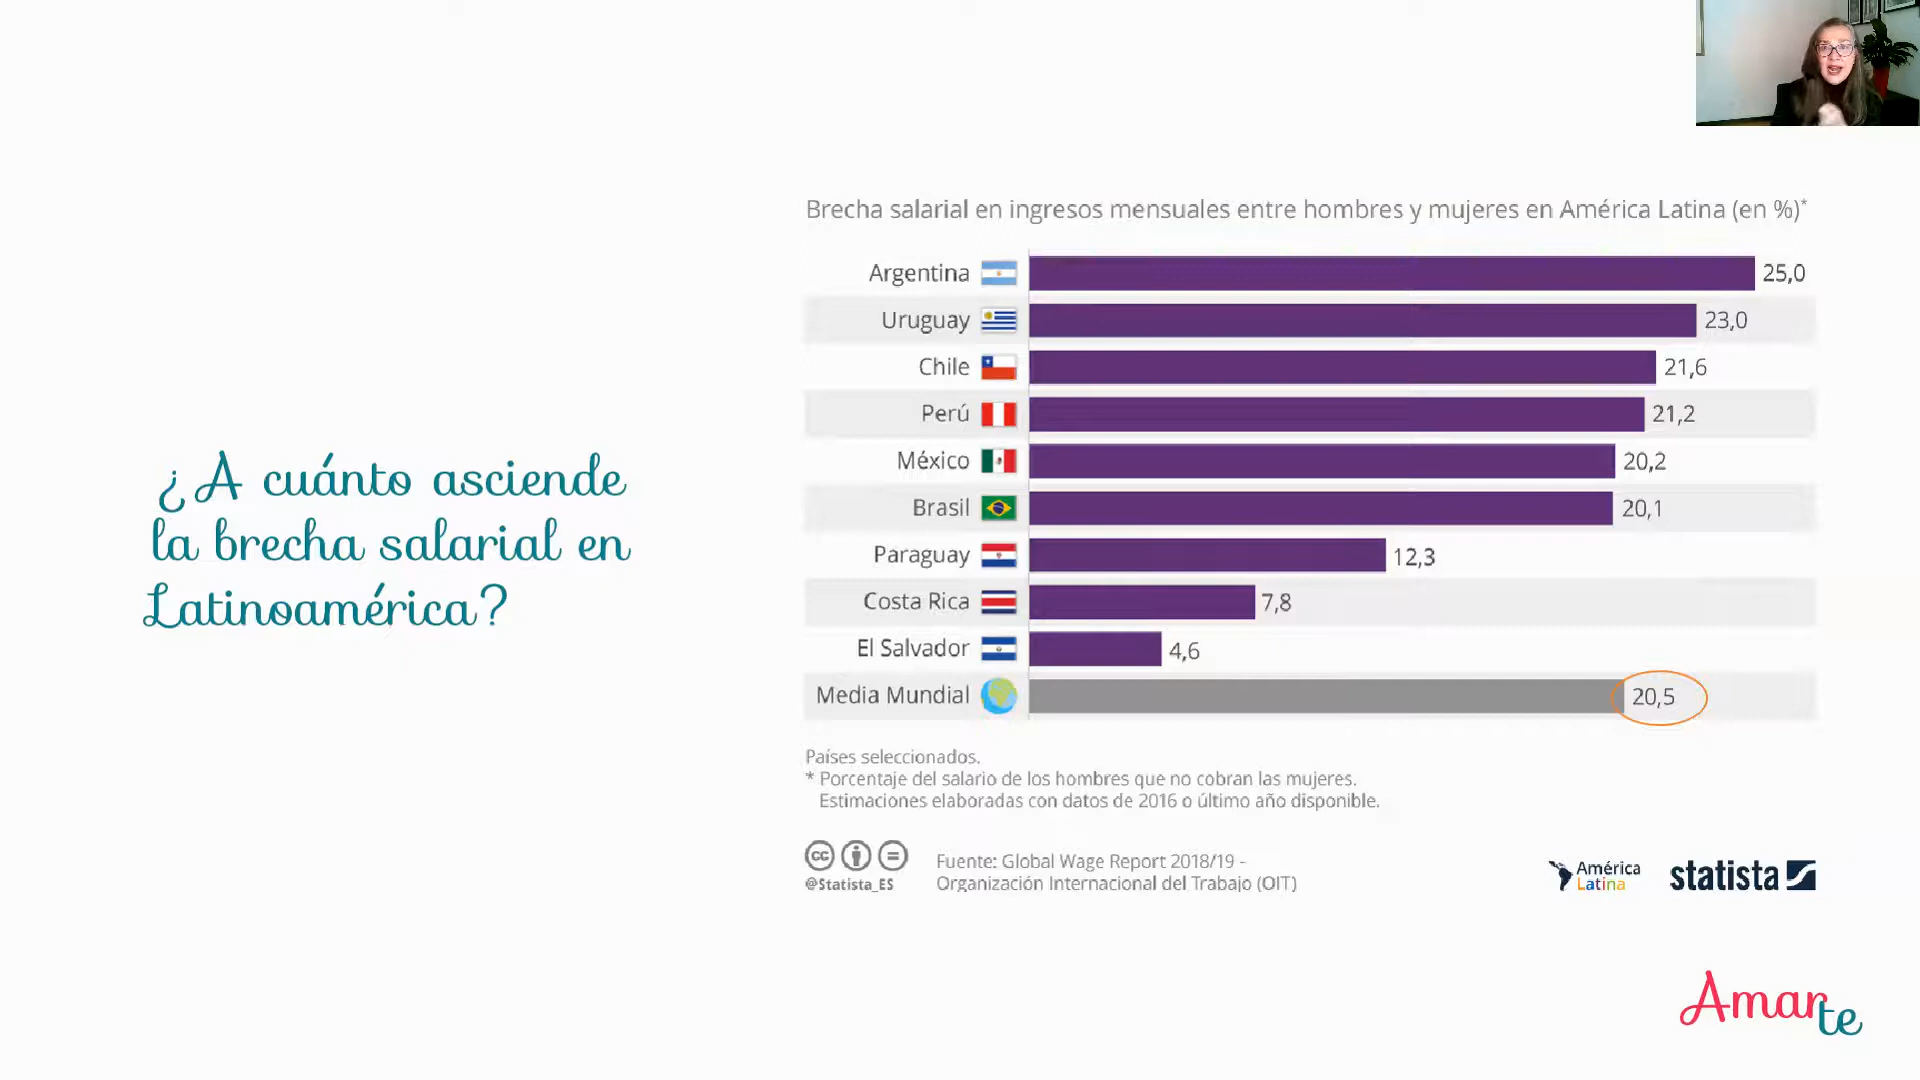 ¿A cuánto asciende
la brecha salarial en
Latinoamérica?
Brecha salarial en ingresos mensuales entre hombres y mujeres en América Latina (en %)*
Argentina 25,0
Uruguay 23,0
Chile 21,6
Perú 21,2
México 20,2
Brasil 20,1
Paraguay 12,3
Costa Rica 7,8
El Salvador 4,6
Media Mundial 20,5
Países seleccionados.
* Porcentaje del salario de los hombres que no cobran las mujeres.
Estimaciones elaboradas con datos de 2016 o último año disponible.
cc =
@Statista_ES
Fuente: Global Wage Report 2018/19 -
Organización Internacional del Trabajo (OIT)
América
Latina
statista
Amarte